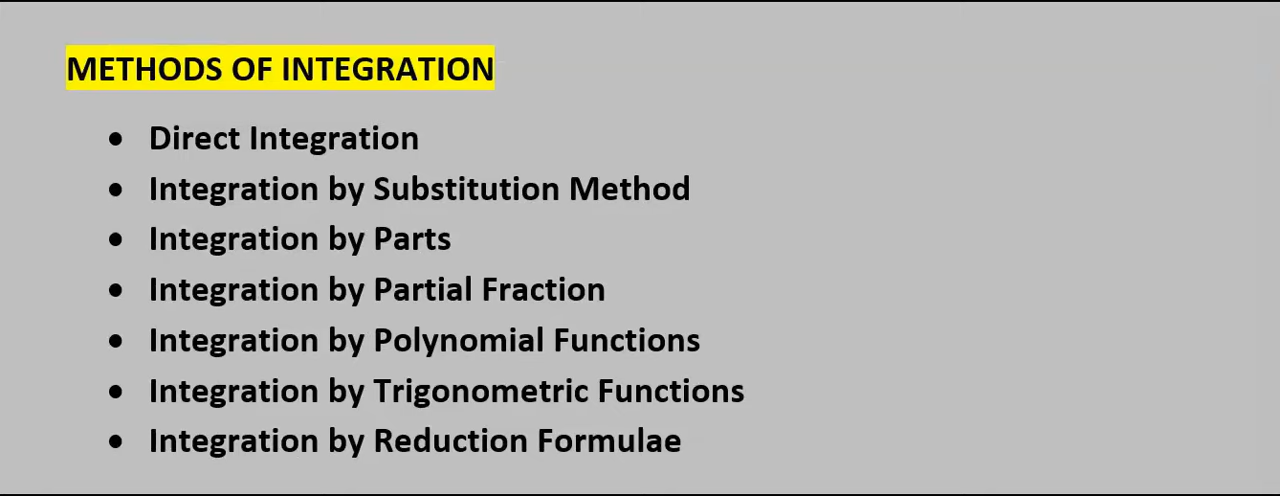 METHODS OF INTEGRATION
• Direct Integration
• Integration by Substitution Method
• Integration by Parts
• Integration by Partial Fraction
• Integration by Polynomial Functions
• Integration by Trigonometric Functions
• Integration by Reduction Formulae